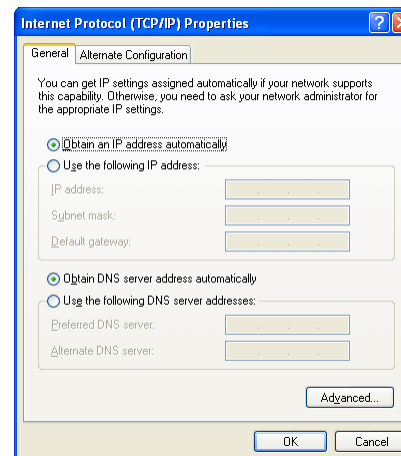 Internet Protocol (TCP/IP) Properties
General
Alternate Configuration
You can get IP settings assigned automatically if your network supports
this capability. Otherwise, you need to ask your network administrator for
the appropriate IP settings.
Obtain an IP address automatically
Use the following IP address:
IP address:
Subnet mask:
Default gateway:
Obtain DNS server address automatically
Use the following DNS server addresses:
Preferred DNS server:
Alternate DNS server:
Advanced...
OK
Cancel